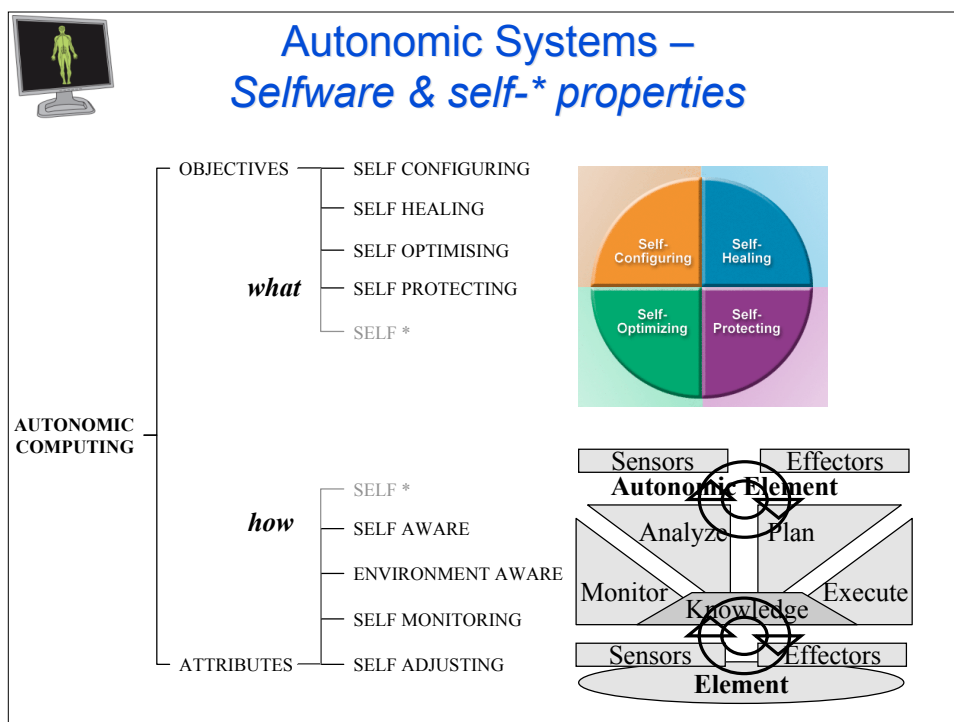 Autonomic Systems –
Selfware & self-* properties
OBJECTIVES
SELF CONFIGURING
SELF HEALING
SELF OPTIMISING
what
SELF PROTECTING
SELF *
AUTONOMIC
COMPUTING
SELF *
how
SELF AWARE
ENVIRONMENT AWARE
SELF MONITORING
ATTRIBUTES
SELF ADJUSTING
Self-
Configuring
Self-
Healing
Self-
Optimizing
Self-
Protecting
Sensors
Effectors
Autonomic Element
Analyze
Plan
Monitor
Execute
Knowledge
Sensors
Effectors
Element